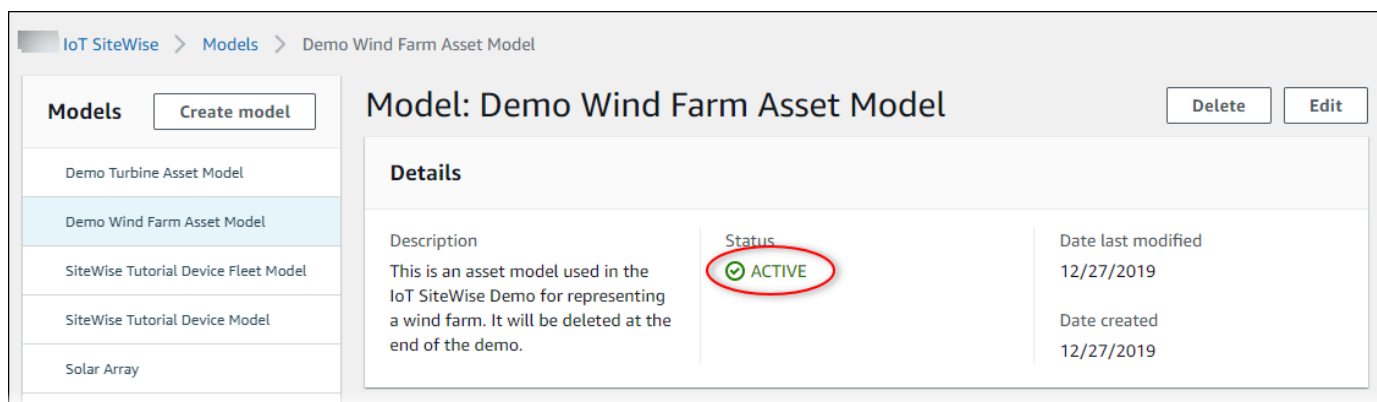 IoT SiteWise > Models > Demo Wind Farm Asset Model
Models
Create model
Demo Turbine Asset Model
Demo Wind Farm Asset Model
SiteWise Tutorial Device Fleet Model
SiteWise Tutorial Device Model
Solar Array
Model: Demo Wind Farm Asset Model
Delete
Edit
Details
Description
This is an asset model used in the
IoT SiteWise Demo for representing
a wind farm. It will be deleted at the
end of the demo.
Status
ACTIVE
Date last modified
12/27/2019
Date created
12/27/2019